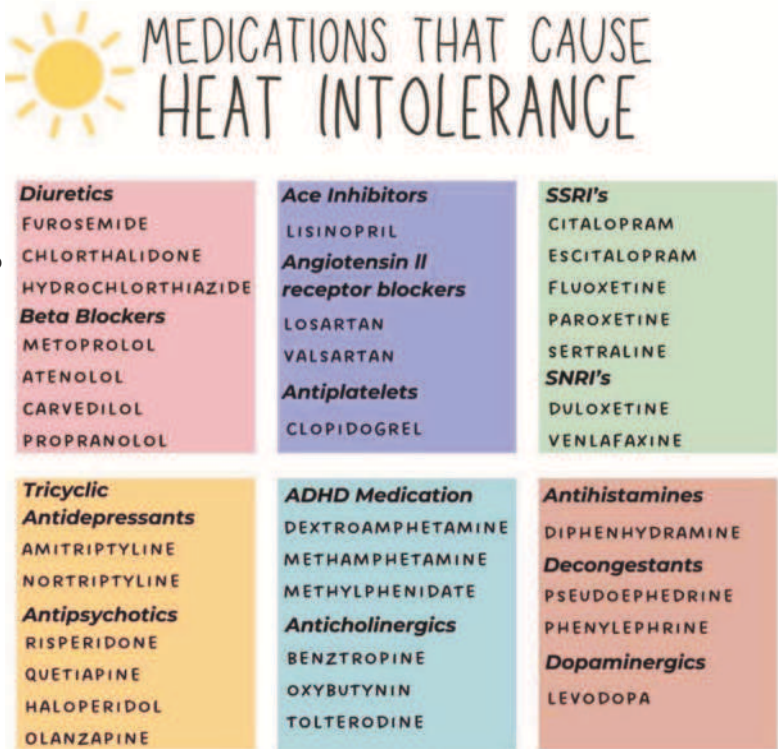 MEDICATIONS THAT CAUSE
HEAT INTOLERANCE
Diuretics
FUROSEMIDE
CHLORTHALIDONE
HYDROCHLORTHIAZIDE
Beta Blockers
METOPROLOL
ATENOLOL
CARVEDILOL
PROPRANOLOL
Ace Inhibitors
LISINOPRIL
Angiotensin II
receptor blockers
LOSARTAN
VALSARTAN
Antiplatelets
CLOPIDOGREL
SSRI's
CITALOPRAM
ESCITALOPRAM
FLUOXETINE
PAROXETINE
SERTRALINE
SNRI's
DULOXETINE
VENLAFAXINE
Tricyclic
Antidepressants
AMITRIPTYLINE
NORTRIPTYLINE
Antipsychotics
RISPERIDONE
QUETIAPINE
HALOPERIDOL
OLANZAPINE
ADHD Medication
DEXTROAMPHETAMINE
METHAMPHETAMINE
METHYLPHENIDATE
Anticholinergics
BENZTROPINE
OXYBUTYNIN
TOLTERODINE
Antihistamines
DIPHENHYDRAMINE
Decongestants
PSEUDOEPHEDRINE
PHENYLEPHRINE
Dopaminergics
LEVODOPA